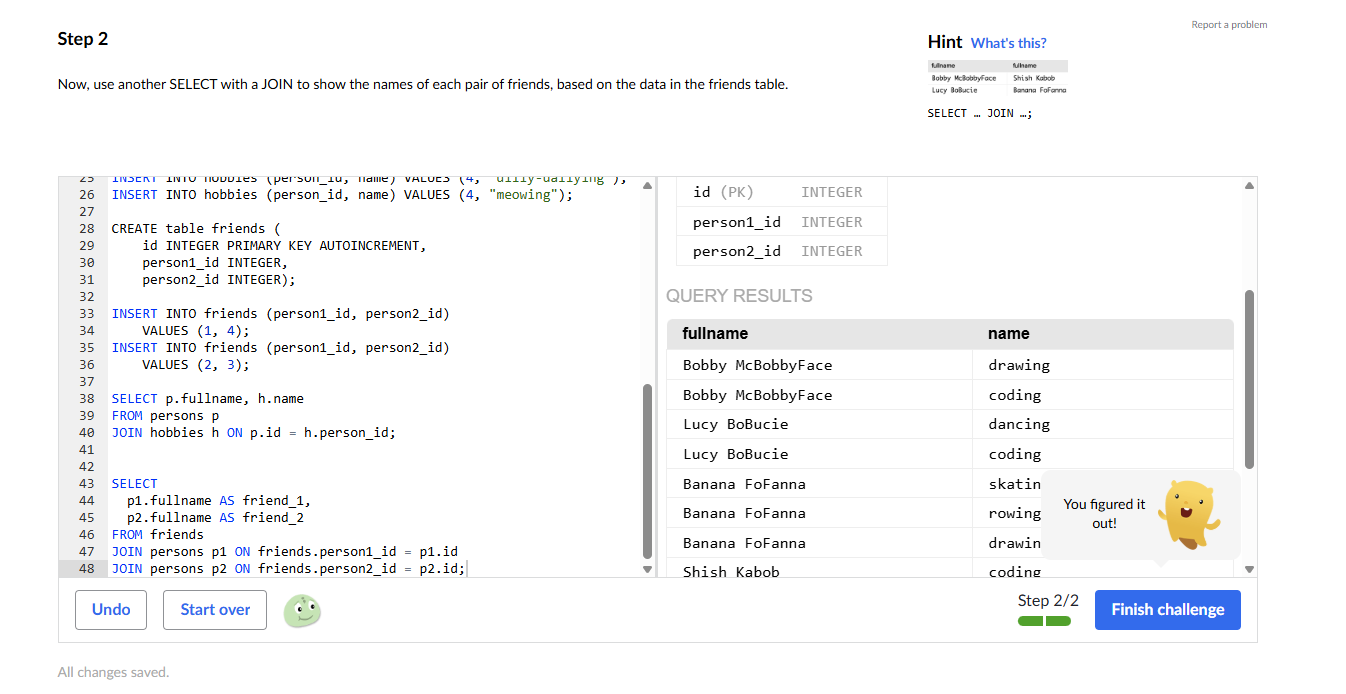 Report a problem
Step 2
Hint What's this?
Now, use another SELECT with a JOIN to show the names of each pair of friends, based on the data in the friends table.
fullname fullname
Bobby McBobbyFace Shish Kabob
Lucy BoBucie Banana FoFanna
SELECT … JOIN …;
25 INSERT INTO hobbies (person_id, name) VALUES (4, "dilly-dallying");
26 INSERT INTO hobbies (person_id, name) VALUES (4, "meowing");
27
28 CREATE table friends (
29 id INTEGER PRIMARY KEY AUTOINCREMENT,
30 person1_id INTEGER,
31 person2_id INTEGER);
32
33 INSERT INTO friends (person1_id, person2_id)
34 VALUES (1, 4);
35 INSERT INTO friends (person1_id, person2_id)
36 VALUES (2, 3);
37
38 SELECT p.fullname, h.name
39 FROM persons p
40 JOIN hobbies h ON p.id = h.person_id;
41
42
43 SELECT
44 p1.fullname AS friend_1,
45 p2.fullname AS friend_2
46 FROM friends
47 JOIN persons p1 ON friends.person1_id = p1.id
48 JOIN persons p2 ON friends.person2_id = p2.id;
id (PK) INTEGER
person1_id INTEGER
person2_id INTEGER
QUERY RESULTS
fullname name
Bobby McBobbyFace drawing
Bobby McBobbyFace coding
Lucy BoBucie dancing
Lucy BoBucie coding
Banana FoFanna skatin
Banana FoFanna rowing
Banana FoFanna drawin
Shish Kabob coding
You figured it
out!
Undo
Start over
Step 2/2
Finish challenge
All changes saved.